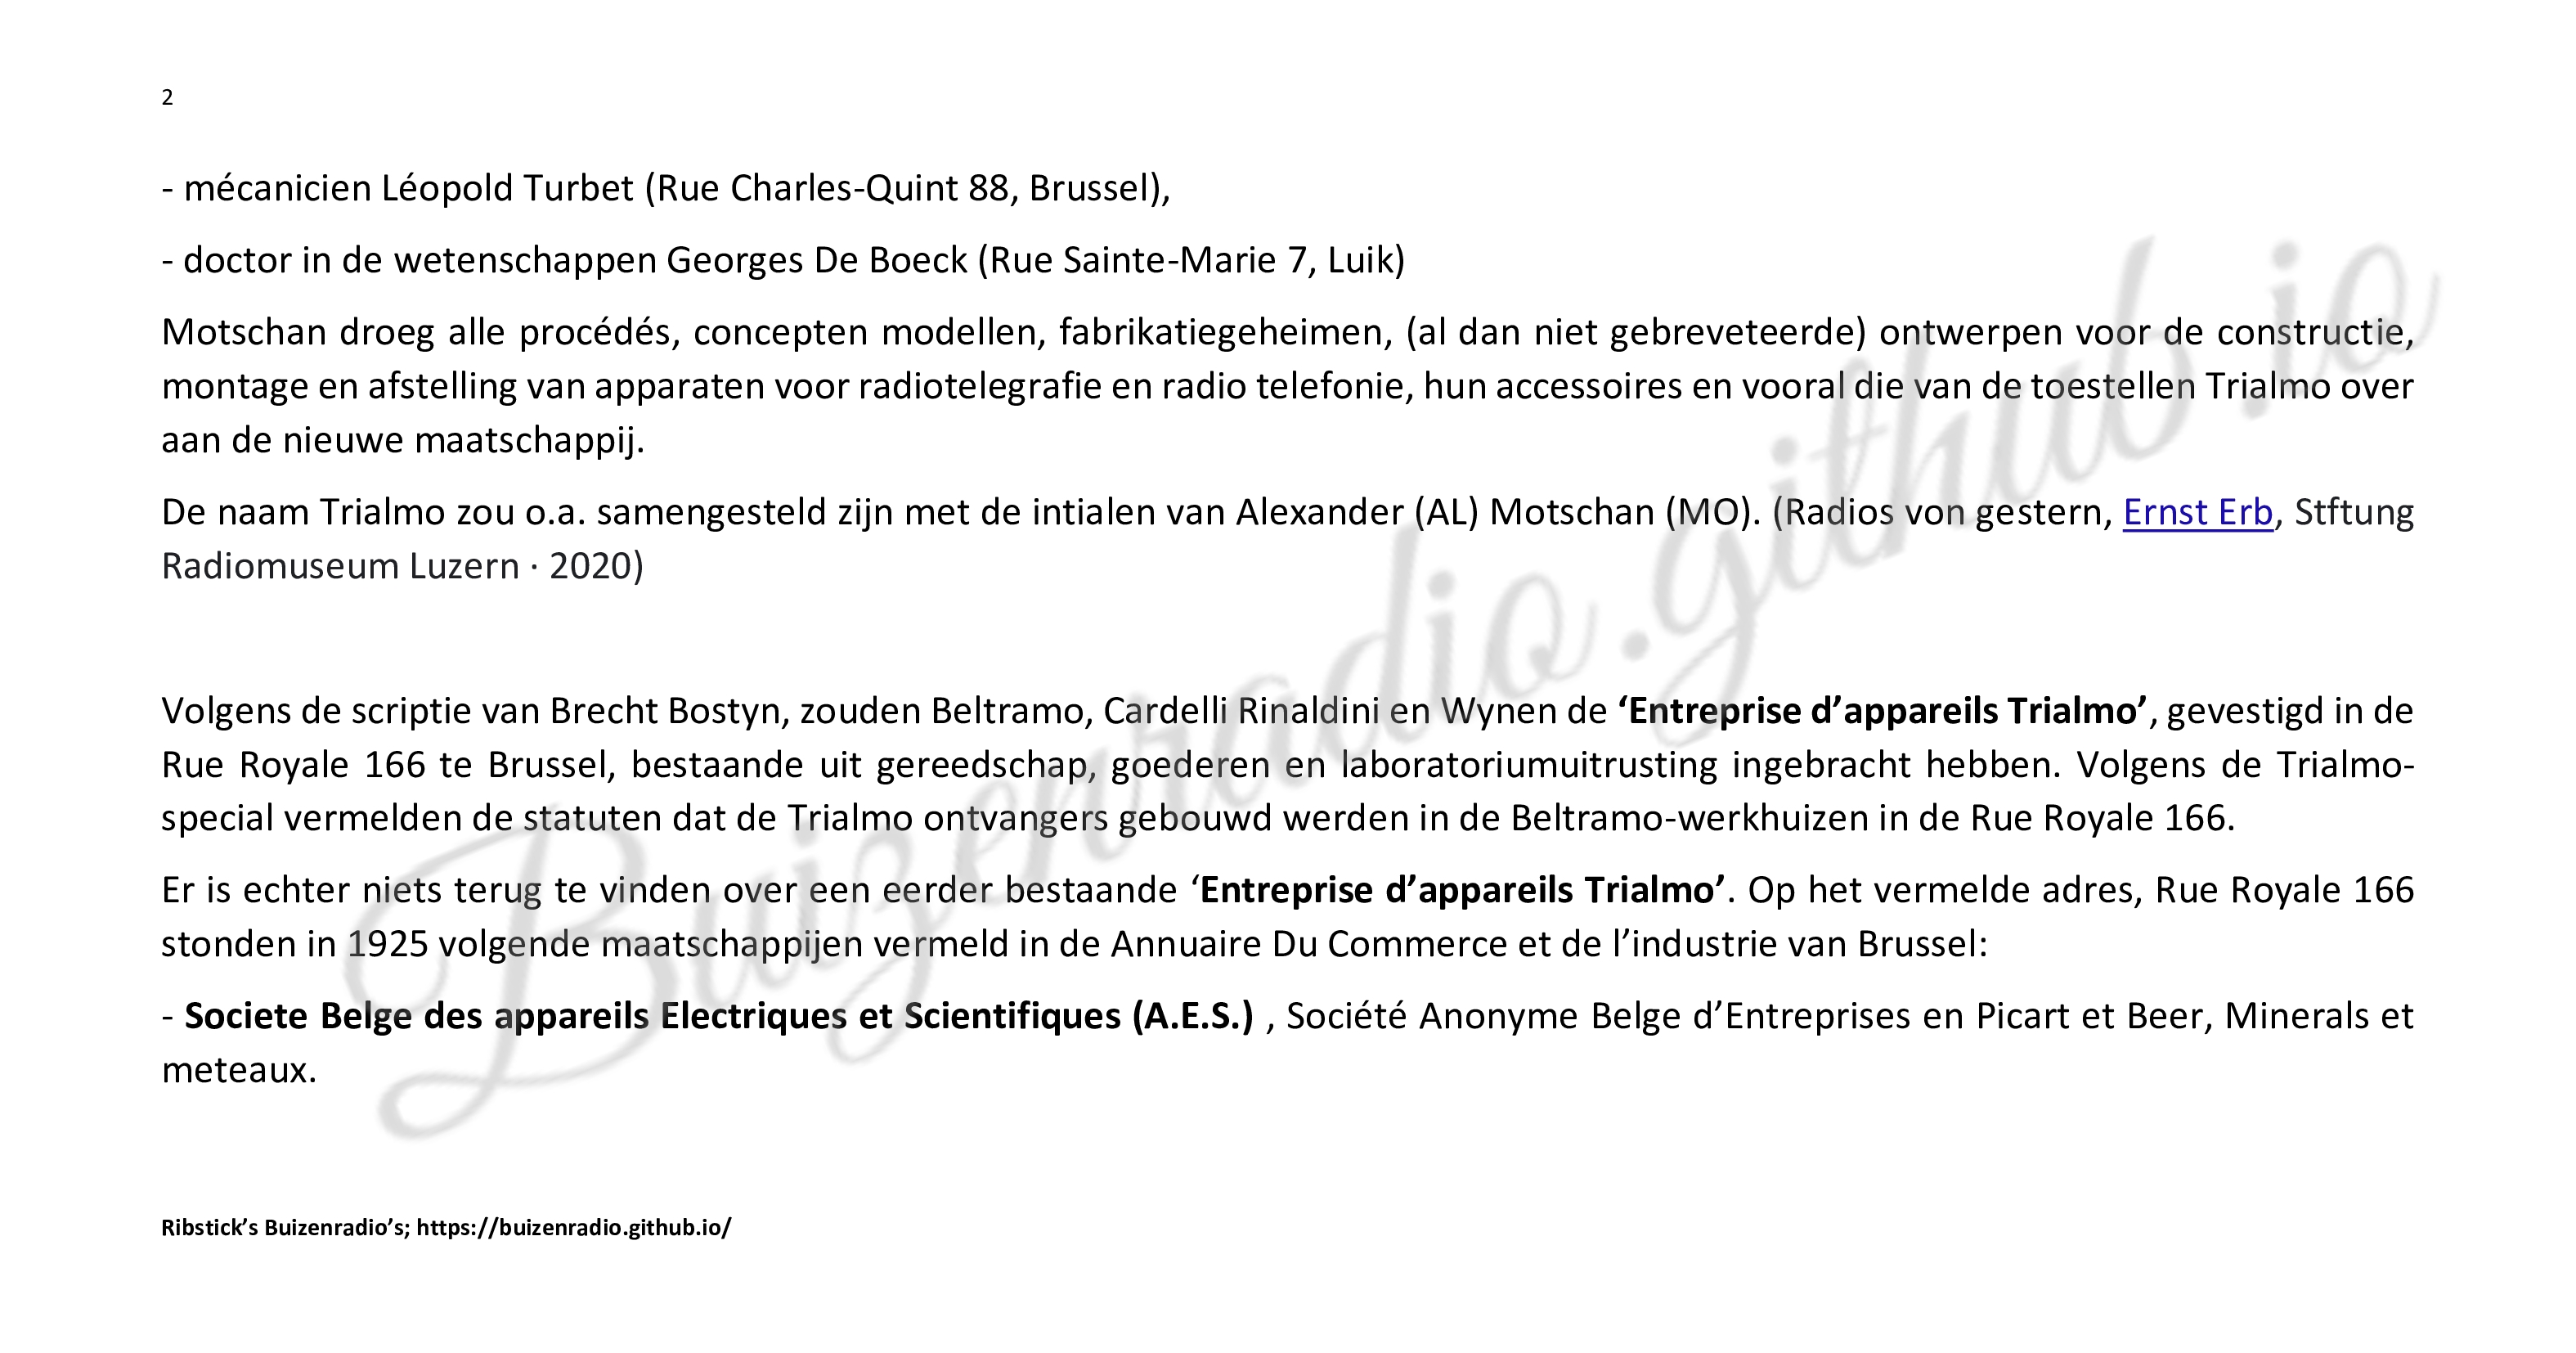 2
- mécanicien Léopold Turbet (Rue Charles-Quint 88, Brussel),
- doctor in de wetenschappen Georges De Boeck (Rue Sainte-Marie 7, Luik)
Motschan droeg alle procédés, concepten modellen, fabrikatiegeheimen, (al dan niet gebreveteerde) ontwerpen voor de constructie,
montage en afstelling van apparaten voor radiotelegrafie en radio telefonie, hun accessoires en vooral die van de toestellen Trialmo over
aan de nieuwe maatschappij.
De naam Trialmo zou o.a. samengesteld zijn met de intialen van Alexander (AL) Motschan (MO). (Radios von gestern, Ernst Erb, Stftung
Radiomuseum Luzern · 2020)
Volgens de scriptie van Brecht Bostyn, zouden Beltramo, Cardelli Rinaldini en Wynen de ‘Entreprise d’appareils Trialmo’, gevestigd in de
Rue Royale 166 te Brussel, bestaande uit gereedschap, goederen en laboratoriumuitrusting ingebracht hebben. Volgens de Trialmo-
special vermelden de statuten dat de Trialmo ontvangers gebouwd werden in de Beltramo-werkhuizen in de Rue Royale 166.
Er is echter niets terug te vinden over een eerder bestaande ‘Entreprise d’appareils Trialmo’. Op het vermelde adres, Rue Royale 166
stonden in 1925 volgende maatschappijen vermeld in de Annuaire Du Commerce et de l’industrie van Brussel:
- Societe Belge des appareils Electriques et Scientifiques (A.E.S.) , Société Anonyme Belge d’Entreprises en Picart et Beer, Minerals et
meteaux.
Ribstick’s Buizenradio’s; https://buizenradio.github.io/
Buizenradio.github.io